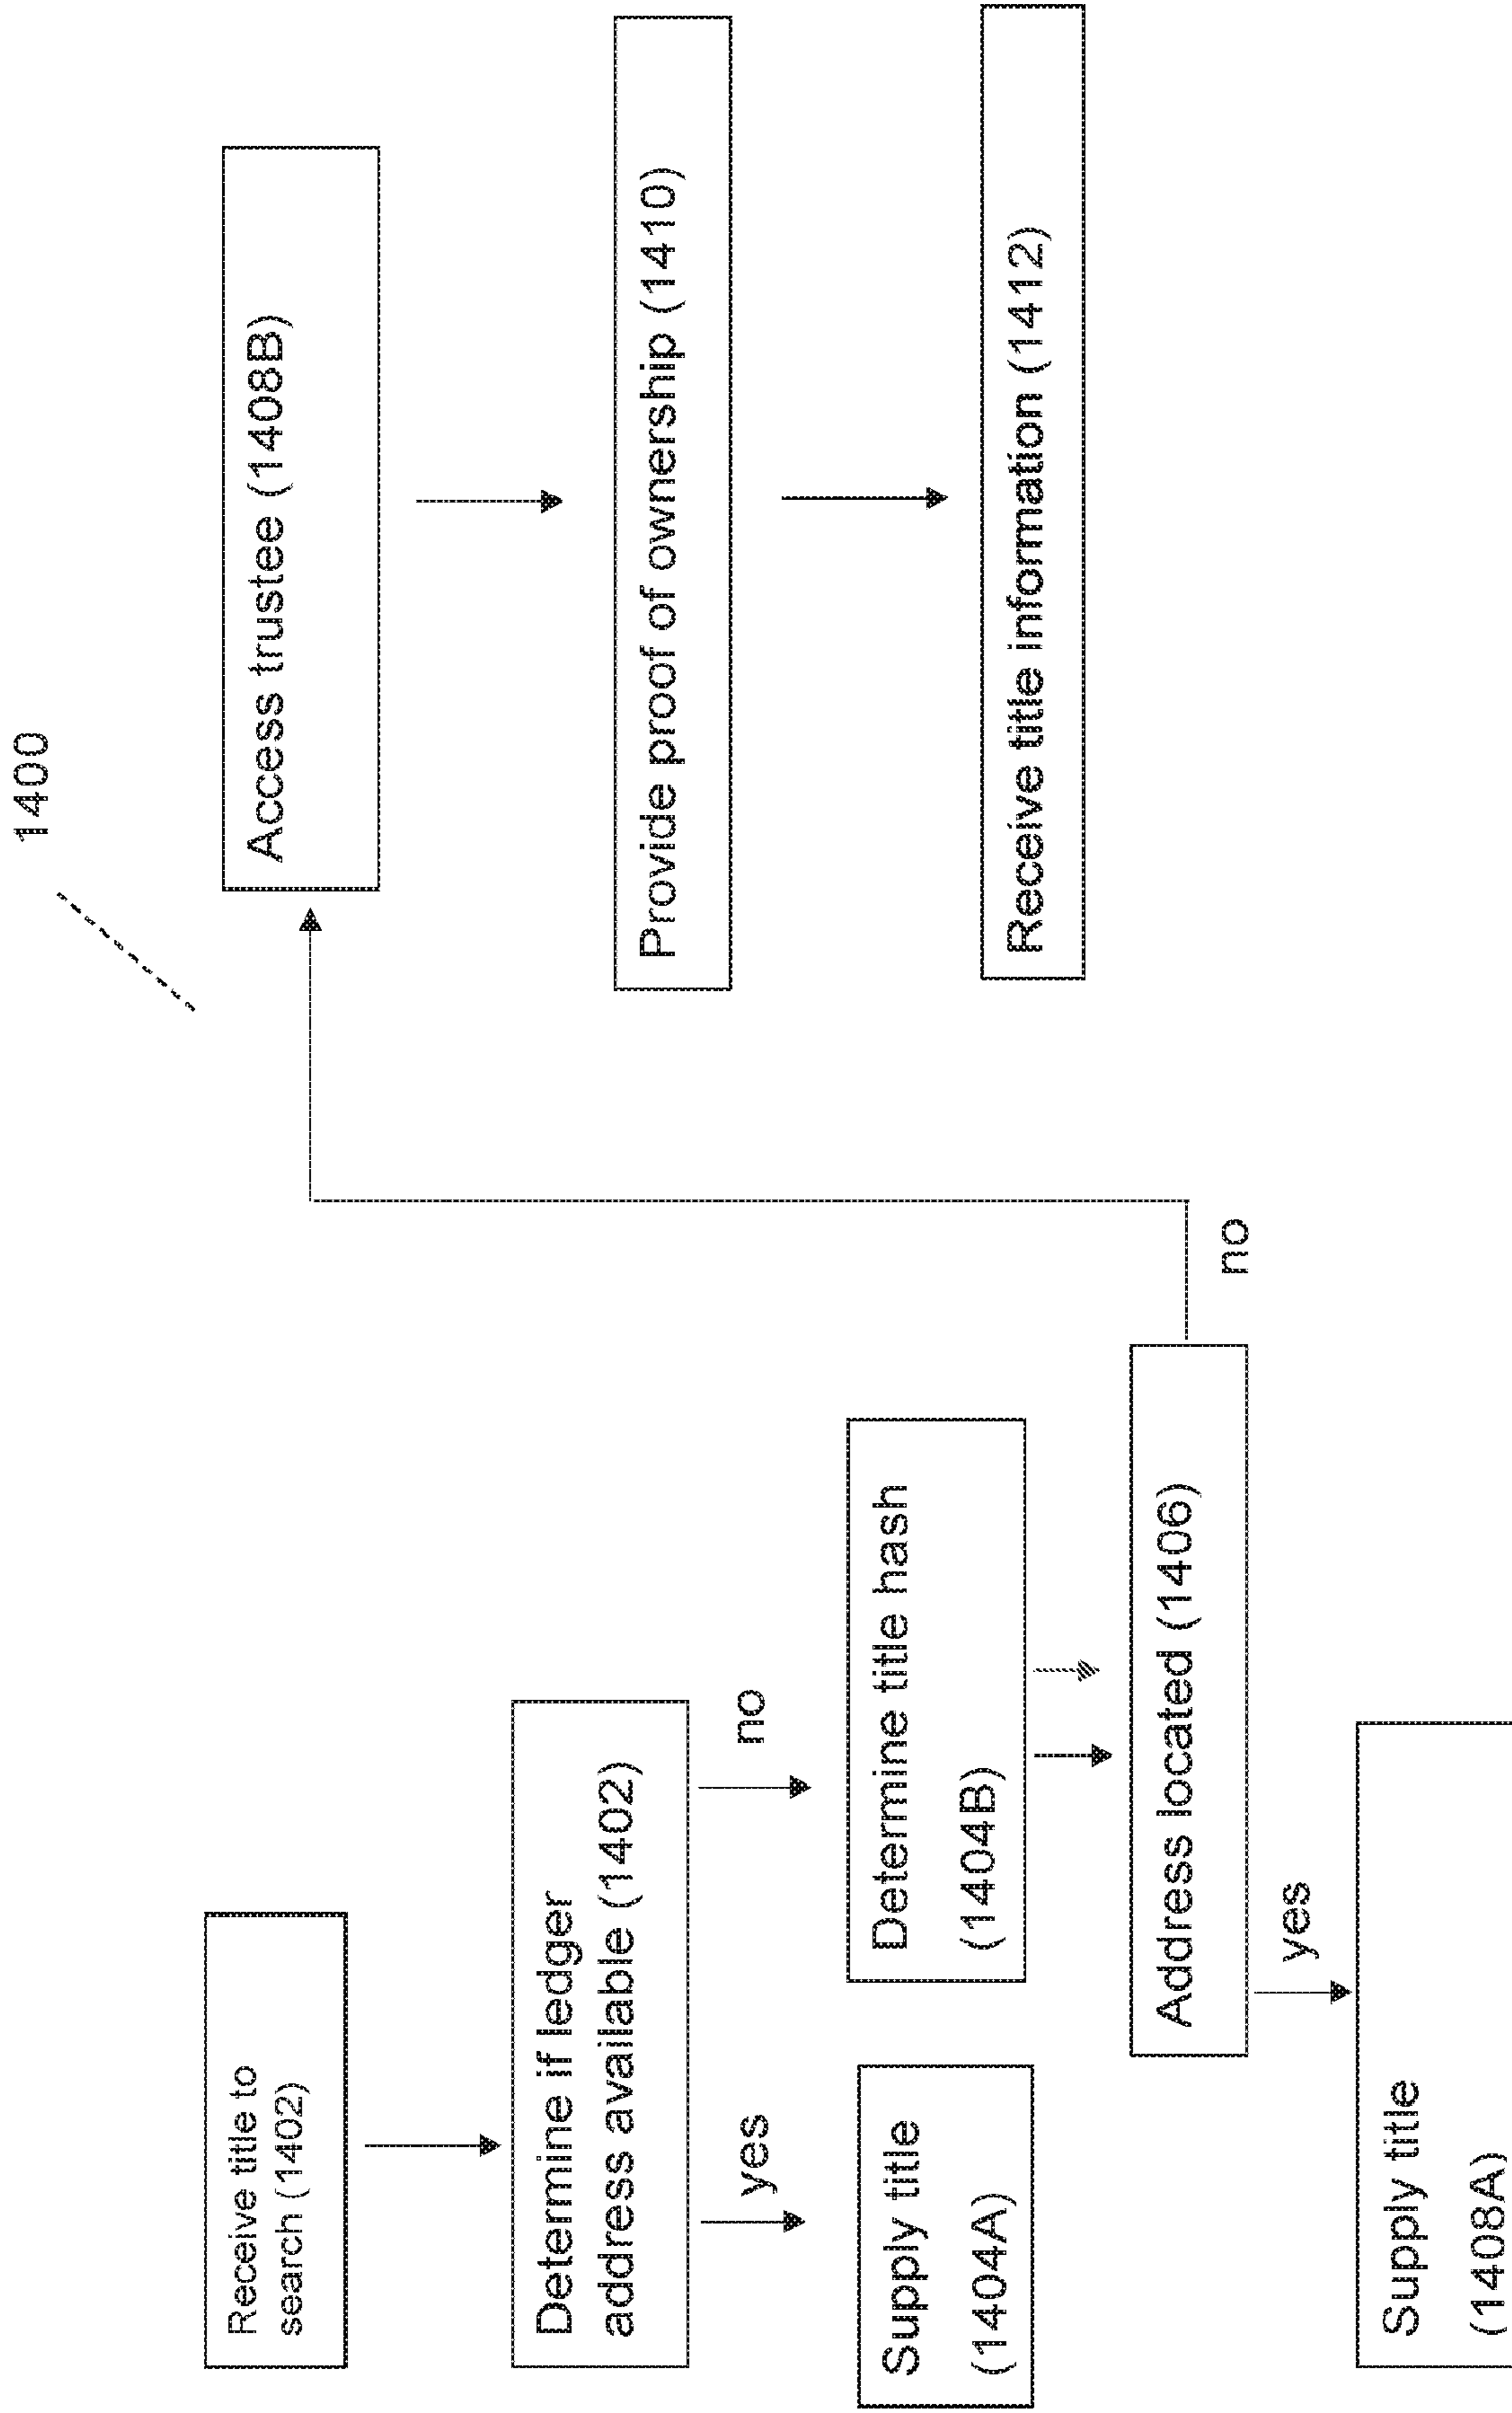 1400
Receive title to
search (1402)
Determine if ledger
address available (1402)
yes
no
Supply title
(1404A)
Determine title hash
(1404B)
Address located (1406)
yes
no
Supply title
(1408A)
Access trustee (1408B)
Provide proof of ownership (1410)
Receive title information (1412)